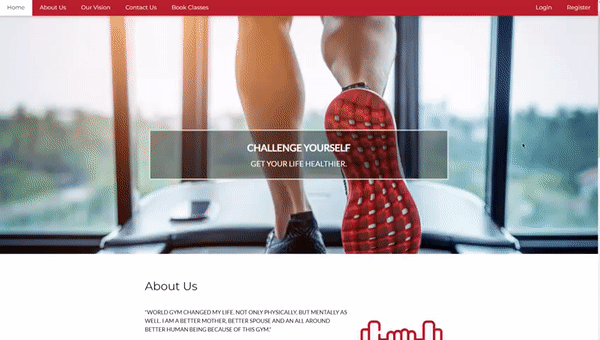 Home About Us Our Vision Contact Us Book Classes Login Register
CHALLENGE YOURSELF
GET YOUR LIFE HEALTHIER.
About Us
"WORLD GYM CHANGED MY LIFE, NOT ONLY PHYSICALLY, BUT MENTALLY AS
WELL. I AM A BETTER MOTHER, BETTER SPOUSE AND AN ALL AROUND
BETTER HUMAN BEING BECAUSE OF THIS GYM."